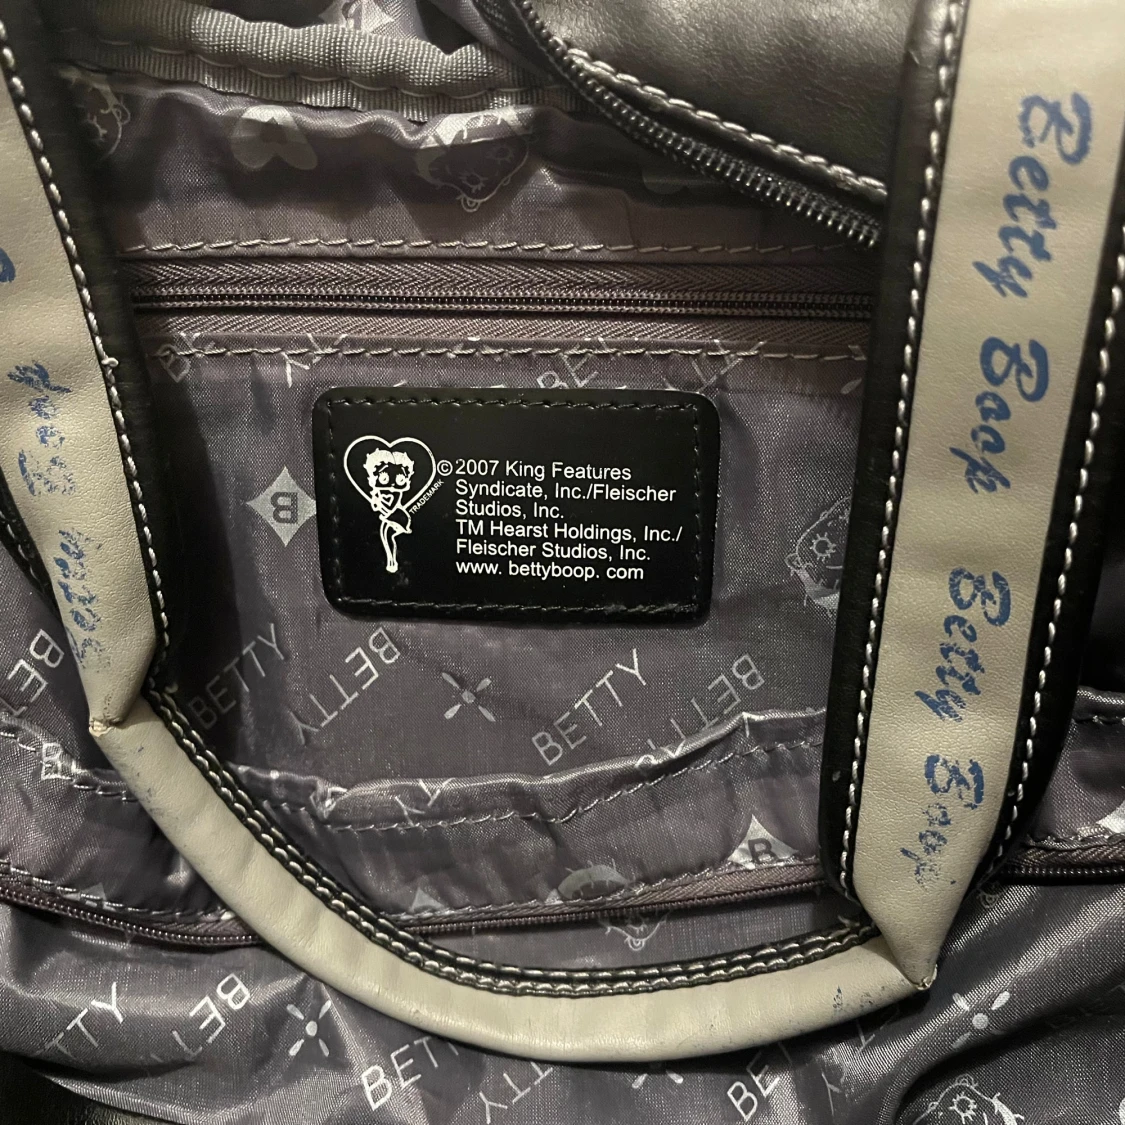 Betty Boop Betty Boop
©2007 King Features
Syndicate, Inc./Fleischer
Studios, Inc.
TM Hearst Holdings, Inc./
Fleischer Studios, Inc.
www. bettyboop. com
TRADEMARK
B
BETTY
BETTY
BETTY
BETTY
B
BETTY
BETTY
BETTY